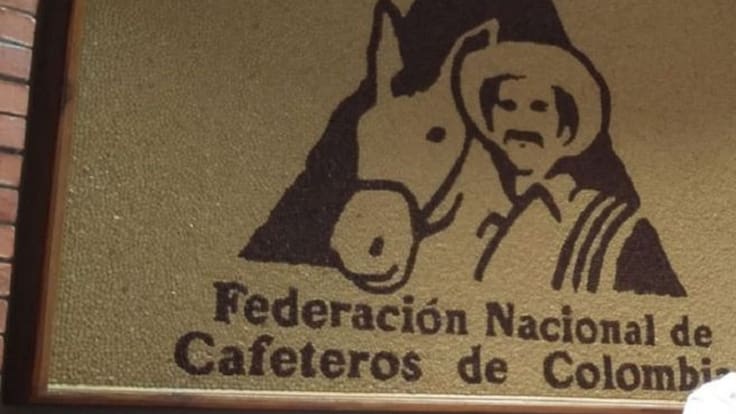 Federación Nacional de
Cafeteros de Colombia